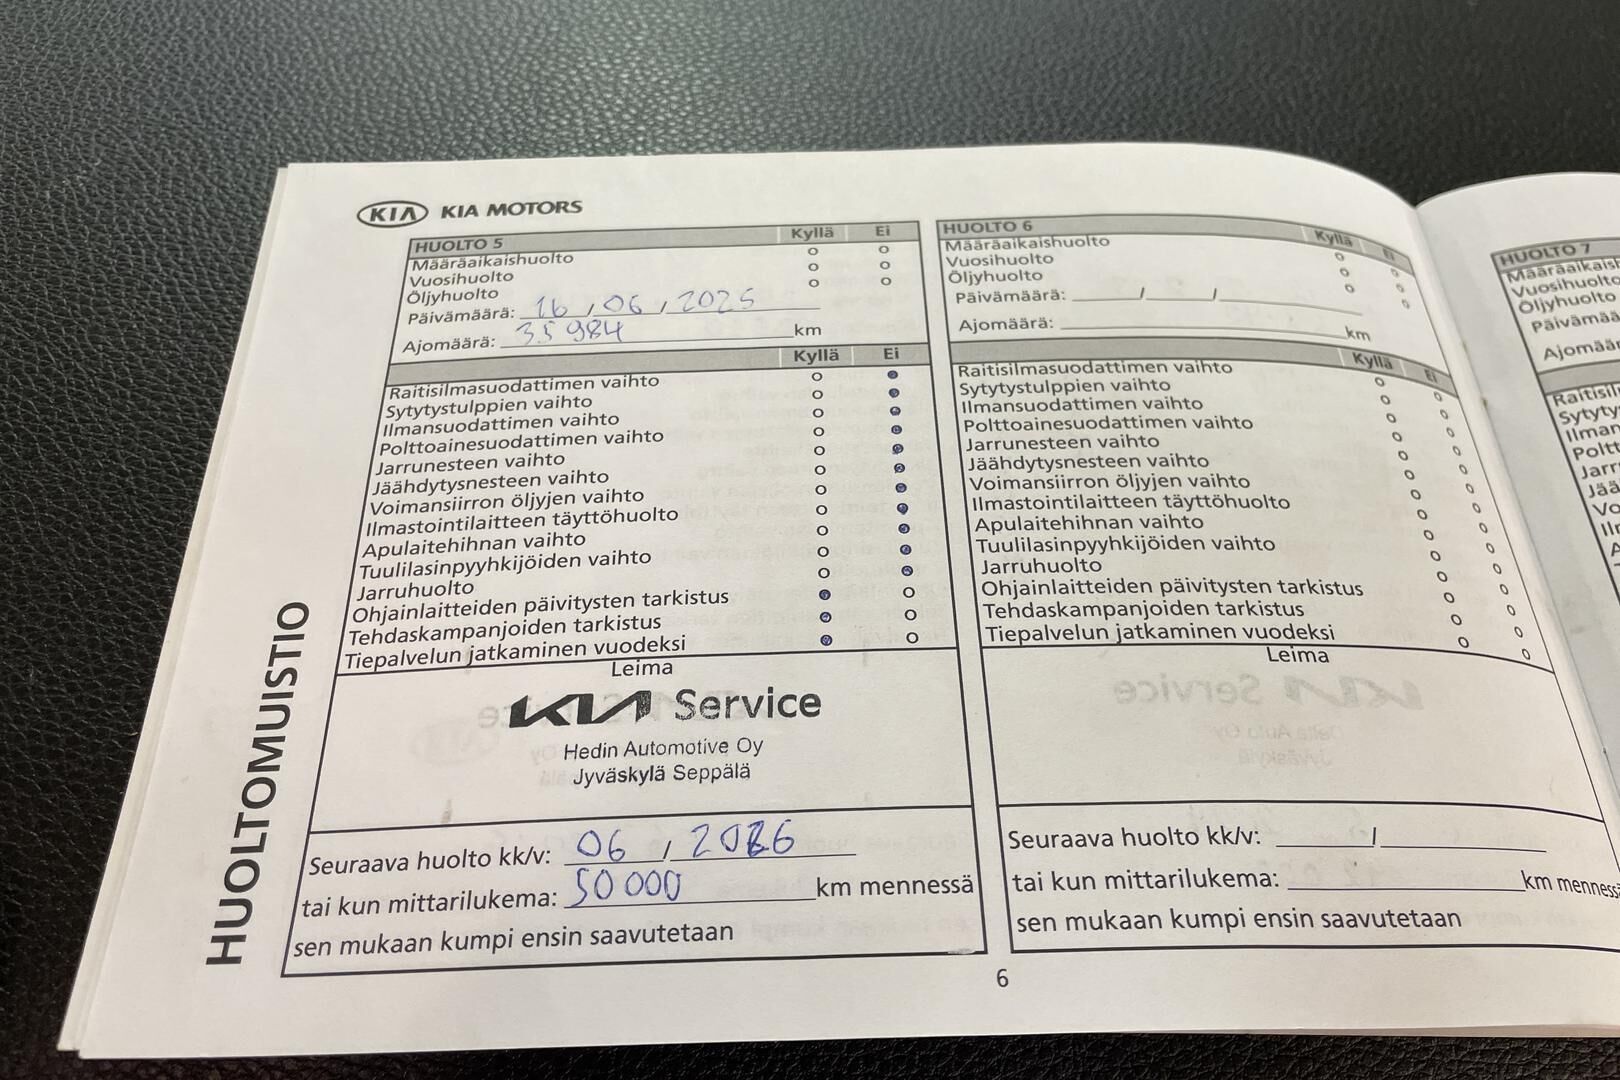 KIA KIA MOTORS
HUOLTOMUISTIO
HUOLTO 5 Kyllä Ei
Määräaikaishuolto
Vuosihuolto
Öljyhuolto
Päivämäärä: 16 / 06 / 2025
Ajomäärä: 35 984 km
Kyllä Ei
Raitisilmasuodattimen vaihto
Sytytystulppien vaihto
Ilmansuodattimen vaihto
Polttoainesuodattimen vaihto
Jarrunesteen vaihto
Jäähdytysnesteen vaihto
Voimansiirron öljyjen vaihto
Ilmastointilaitteen täyttöhuolto
Apulaitehihnan vaihto
Tuulilasinpyyhkijöiden vaihto
Jarruhuolto
Ohjainlaitteiden päivitysten tarkistus
Tehdaskampanjoiden tarkistus
Tiepalvelun jatkaminen vuodeksi
Leima
KIA Service
Hedin Automotive Oy
Jyväskylä Seppälä
Seuraava huolto kk/v: 06 / 2026
tai kun mittarilukema: 50 000 km mennessä
sen mukaan kumpi ensin saavutetaan
HUOLTO 6 Kyllä Ei
Määräaikaishuolto
Vuosihuolto
Öljyhuolto
Päivämäärä: / /
Ajomäärä: km
Kyllä Ei
Raitisilmasuodattimen vaihto
Sytytystulppien vaihto
Ilmansuodattimen vaihto
Polttoainesuodattimen vaihto
Jarrunesteen vaihto
Jäähdytysnesteen vaihto
Voimansiirron öljyjen vaihto
Ilmastointilaitteen täyttöhuolto
Apulaitehihnan vaihto
Tuulilasinpyyhkijöiden vaihto
Jarruhuolto
Ohjainlaitteiden päivitysten tarkistus
Tehdaskampanjoiden tarkistus
Tiepalvelun jatkaminen vuodeksi
Leima
Seuraava huolto kk/v: /
tai kun mittarilukema: km mennessä
sen mukaan kumpi ensin saavutetaan
6
HUOLTO 7
Vuosihuolto
Öljyhuolto